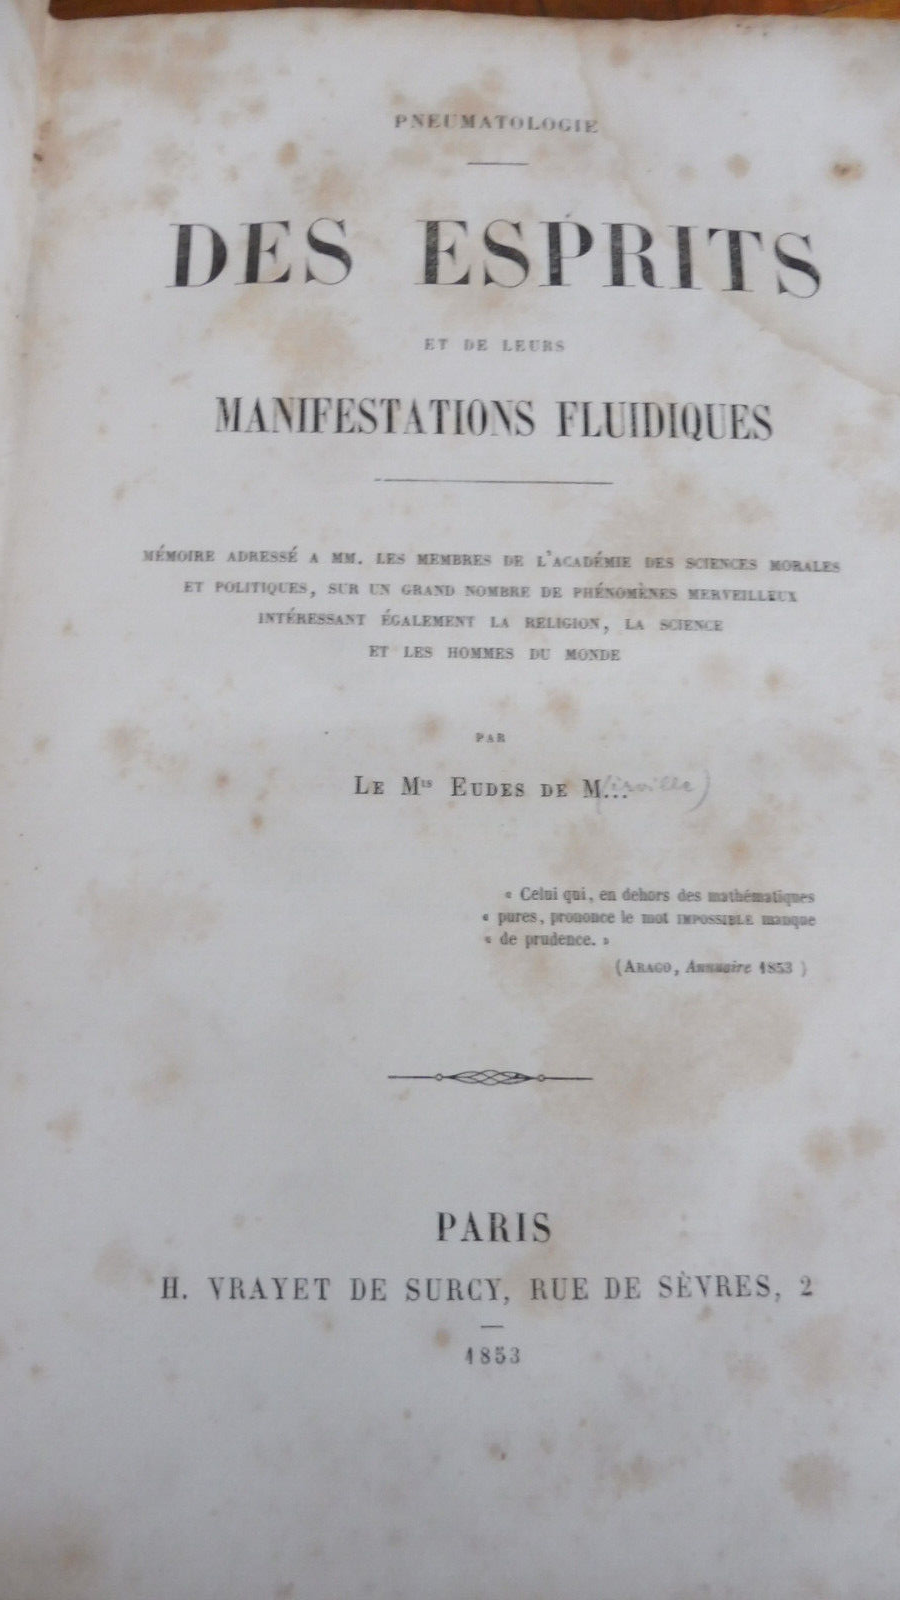 PNEUMATOLOGIE
DES ESPRITS
ET DE LEURS
MANIFESTATIONS FLUIDIQUES
MÉMOIRE ADRESSÉ A MM. LES MEMBRES DE L'ACADÉMIE DES SCIENCES MORALES
ET POLITIQUES, SUR UN GRAND NOMBRE DE PHÉNOMÈNES MERVEILLEUX
INTÉRESSANT ÉGALEMENT LA RELIGION, LA SCIENCE
ET LES HOMMES DU MONDE
PAR
LE Mis EUDES DE M... (irville)
« Celui qui, en dehors des mathématiques
« pures, prononce le mot IMPOSSIBLE manque
« de prudence. »
(ARAGO, Annuaire 1853 )
PARIS
H. VRAYET DE SURCY, RUE DE SÈVRES, 2
1853